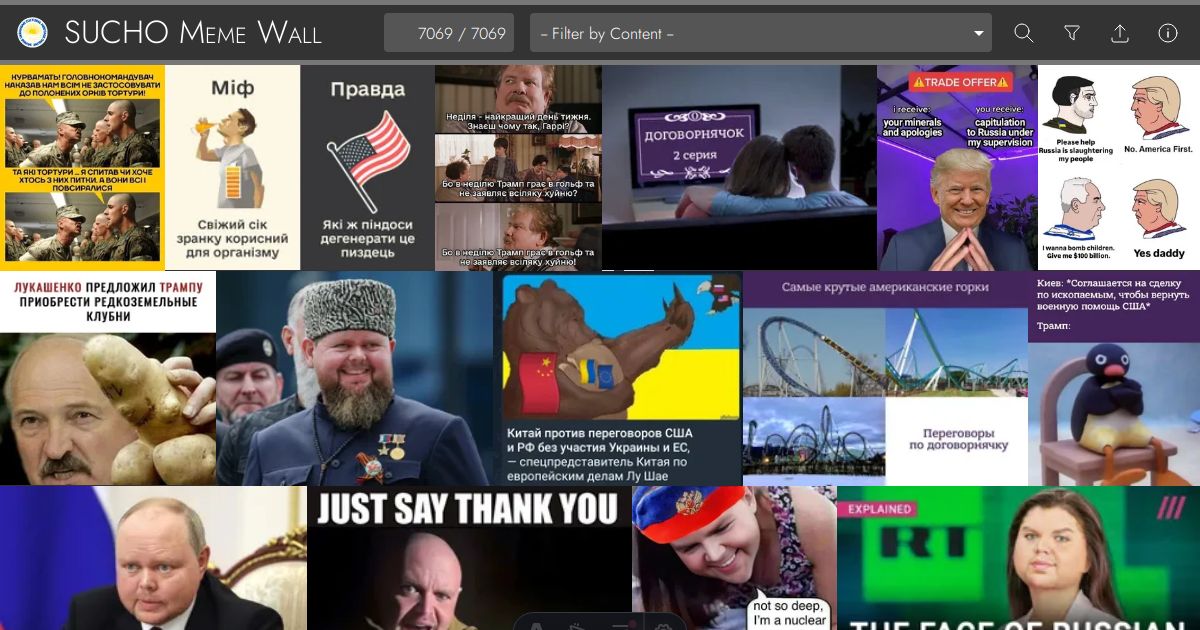 SUCHO MEME WALL
7069 / 7069
-- Filter by Content --
КУРВАМАТЬ! ГОЛОВНОКОМАНДУВАЧ
НАКАЗАВ НАМ ВСІМ НЕ ЗАСТОСОВУВАТИ
ДО ПОЛОНЕНИХ ОРКІВ ТОРТУРИ!
ТА ЯКІ ТОРТУРИ ... Я СПИТАВ ЧИ ХОЧЕ
ХТОСЬ З НИХ ПИТКИ. А ВОНИ ВСІ І
ПОВСИРАЛИСЯ
Міф
Свіжий сік
зранку корисний
для організму
Правда
Які ж піндоси
дегенерати це
пиздець
Неділя - найкращий день тижня.
Знаєш чому так, Гаррі?
Бо в неділю Трамп грає в гольф та
не заявляє всіляку хуйню?
Бо в неділю Трамп грає в гольф та
не заявляє всіляку хуйню!
ДОГОВОРНЯЧОК
2 серия
TRADE OFFER
i receive:
your minerals
and apologies
you receive:
capitulation
to Russia under
my supervision
Please help
Russia is slaughtering
my people
No. America First.
I wanna bomb children.
Give me $100 billion.
Yes daddy
ЛУКАШЕНКО ПРЕДЛОЖИЛ ТРАМПУ
ПРИОБРЕСТИ РЕДКОЗЕМЕЛЬНЫЕ
КЛУБНИ
Китай против переговоров США
и РФ без участия Украины и ЕС,
— спецпредставитель Китая по
европейским делам Лу Шае
Самые крутые американские горки
Переговоры
по договорнячку
Киев: *Соглашается на сделку
по ископаемым, чтобы вернуть
военную помощь США*
Трамп:
JUST SAY THANK YOU
not so deep,
I'm a nuclear
EXPLAINED
RT
THE FACE OF RUSSIAN